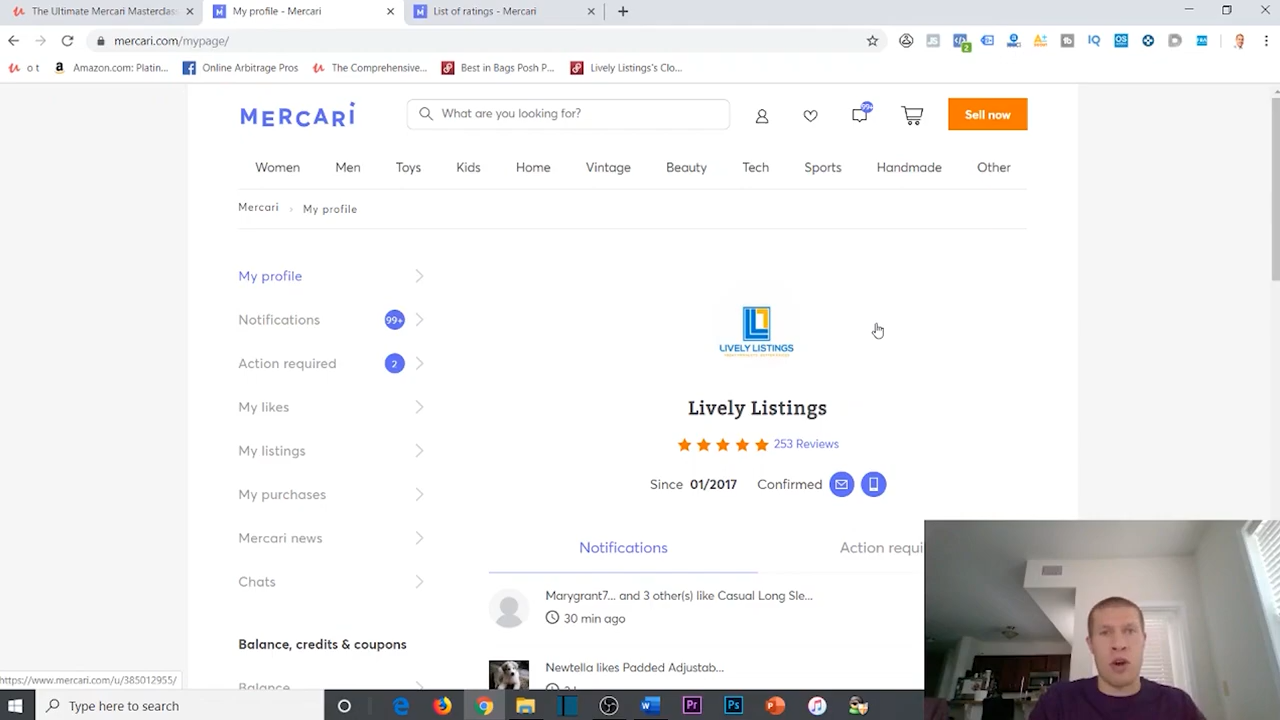 The Ultimate Mercari Mastercla
My profile - Mercari
List of ratings - Mercari
mercari.com/mypage/
o t
Amazon.com: Platin...
Online Arbitrage Pros
The Comprehensive...
Best in Bags Posh P...
Lively Listings's Clo...
MERCARI
What are you looking for?
99+
Sell now
Women
Men
Toys
Kids
Home
Vintage
Beauty
Tech
Sports
Handmade
Other
Mercari
My profile
My profile
Notifications
99+
Action required
2
My likes
My listings
My purchases
Mercari news
Chats
Balance, credits & coupons
Balance
LIVELY LISTINGS
Lively Listings
253 Reviews
Since 01/2017
Confirmed
Notifications
Action requi
Marygrant7... and 3 other(s) like Casual Long Sle...
30 min ago
Newtella likes Padded Adjustab...
https://www.mercari.com/u/385012955/
Type here to search